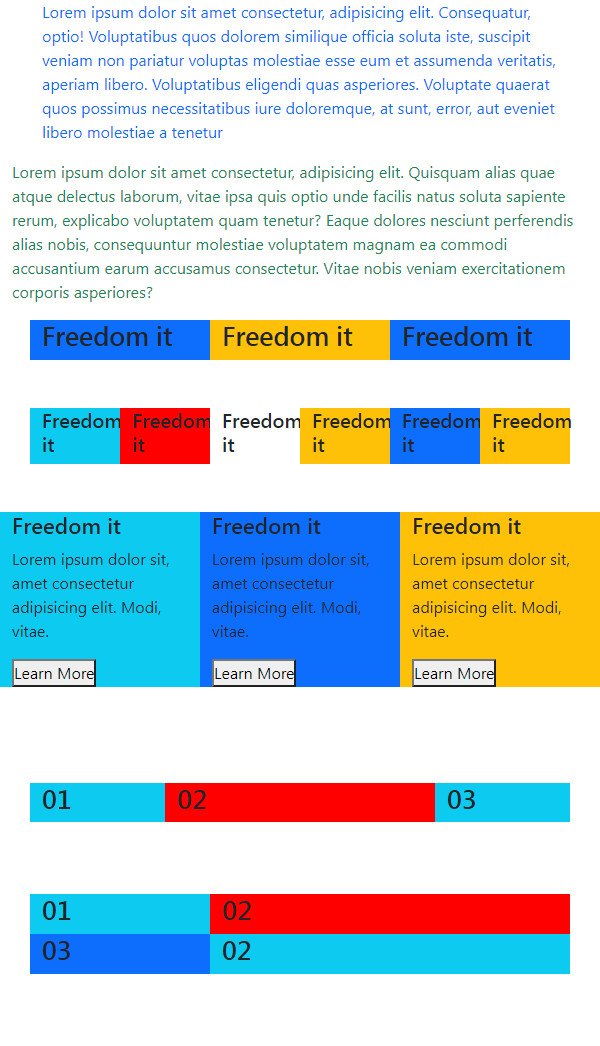 Lorem ipsum dolor sit amet consectetur, adipisicing elit. Consequatur,
optio! Voluptatibus quos dolorem similique officia soluta iste, suscipit
veniam non pariatur voluptas molestiae esse eum et assumenda veritatis,
aperiam libero. Voluptatibus eligendi quas asperiores. Voluptate quaerat
quos possimus necessitatibus iure doloremque, at sunt, error, aut eveniet
libero molestiae a tenetur
Lorem ipsum dolor sit amet consectetur, adipisicing elit. Quisquam alias quae
atque delectus laborum, vitae ipsa quis optio unde facilis natus soluta sapiente
rerum, explicabo voluptatem quam tenetur? Eaque dolores nesciunt perferendis
alias nobis, consequuntur molestiae voluptatem magnam ea commodi
accusantium earum accusamus consectetur. Vitae nobis veniam exercitationem
corporis asperiores?
Freedom it Freedom it Freedom it
Freedom Freedom Freedom Freedom Freedom Freedom
it it it it it it
Freedom it Freedom it Freedom it
Lorem ipsum dolor sit, Lorem ipsum dolor sit, Lorem ipsum dolor sit,
amet consectetur amet consectetur amet consectetur
adipisicing elit. Modi, adipisicing elit. Modi, adipisicing elit. Modi,
vitae. vitae. vitae.
Learn More Learn More Learn More
01 02 03
01 02
03 02